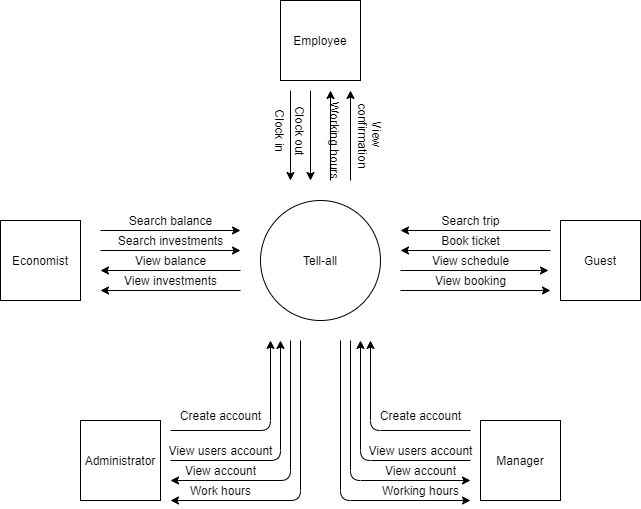 Employee
Clock in
Clock out
Working hours
View
confirmation
Search balance
Search investments
View balance
View investments
Economist
Tell-all
Search trip
Book ticket
View schedule
View booking
Guest
Create account
View users account
View account
Work hours
Administrator
Create account
View users account
View account
Working hours
Manager